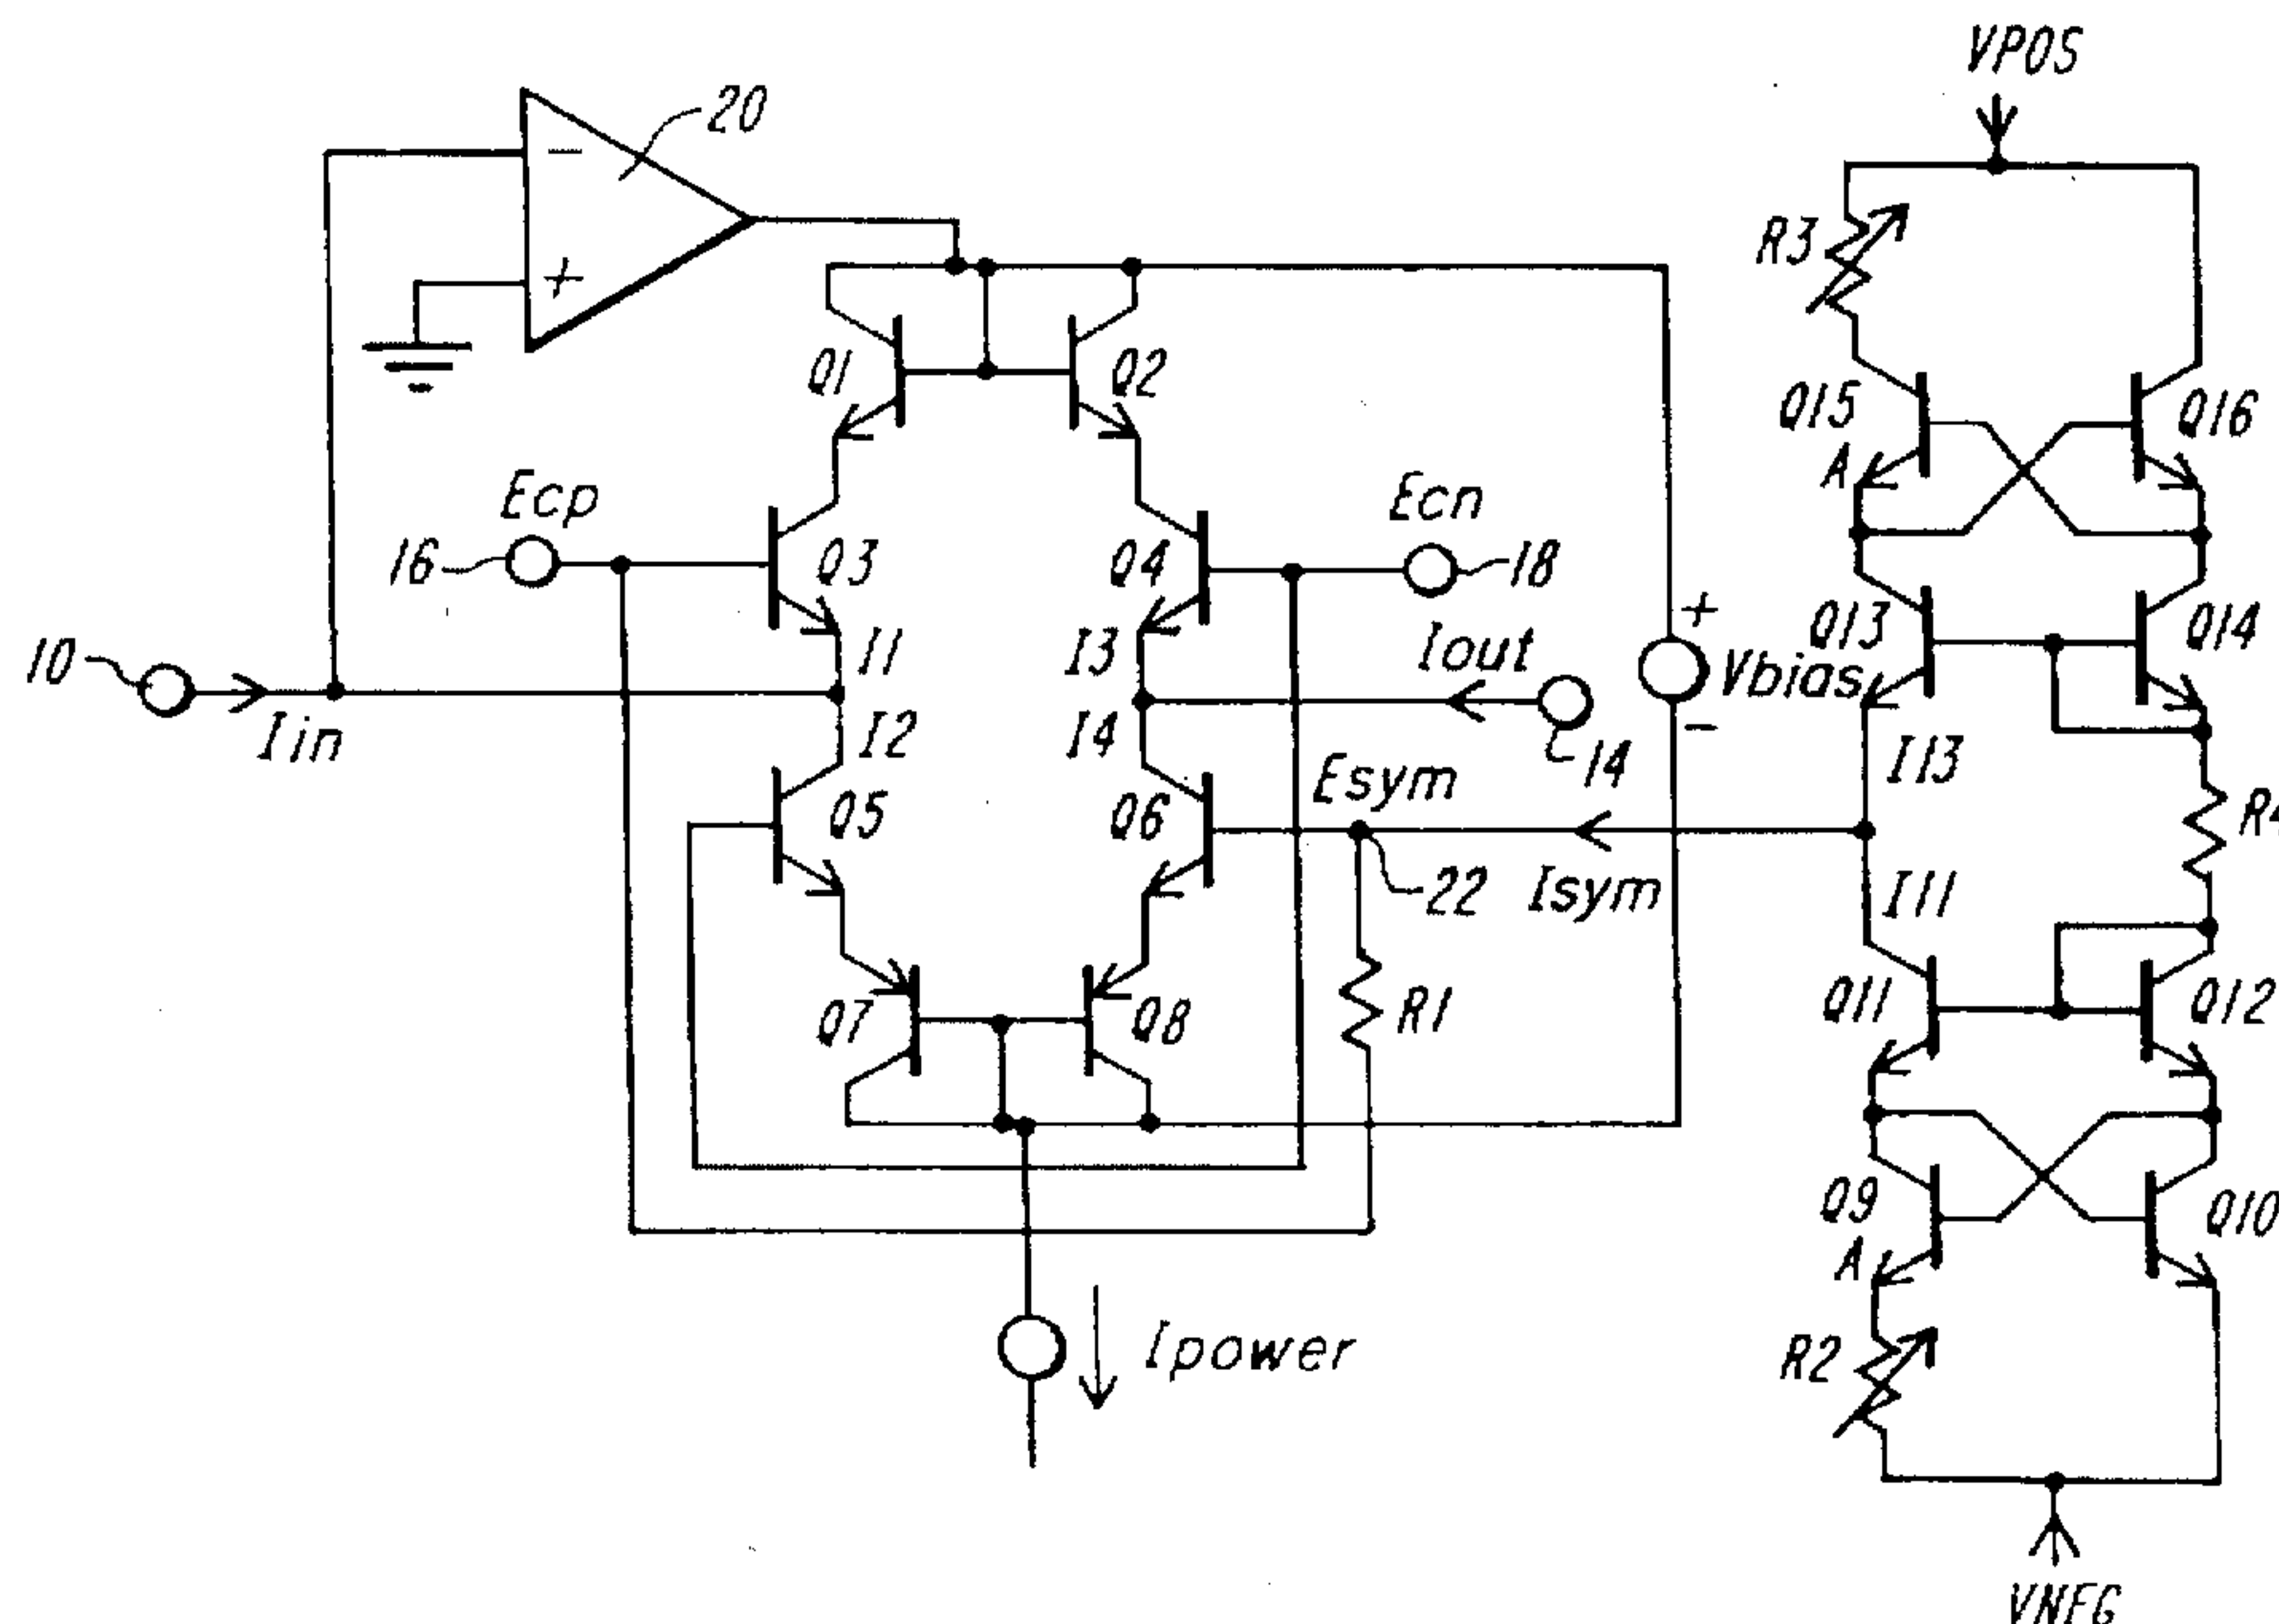 VPOS
20
-
R3
+
Q1
Q2
Q15
Q16
A
Ecp
Ecn
16
Q3
Q4
18
+
10
I1
I3
Iout
Q13
Q14
Vbias
Iin
I2
I4
14
-
I13
Esym
Q5
Q6
22
Isym
I11
Q7
Q8
R1
Q11
Q12
Q9
Q10
A
Ipower
R2